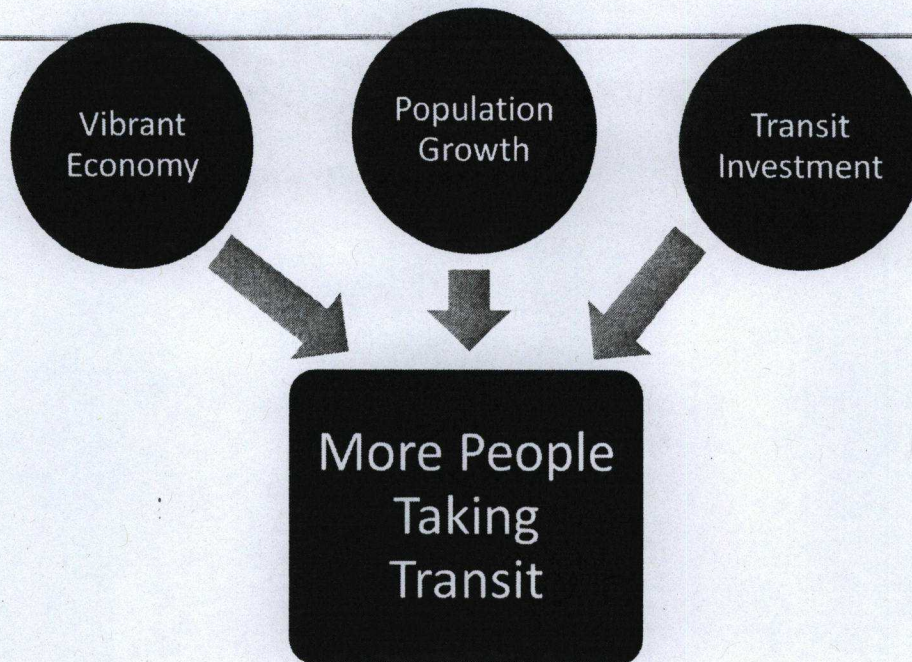 Vibrant
Economy
Population
Growth
Transit
Investment
More People
Taking
Transit